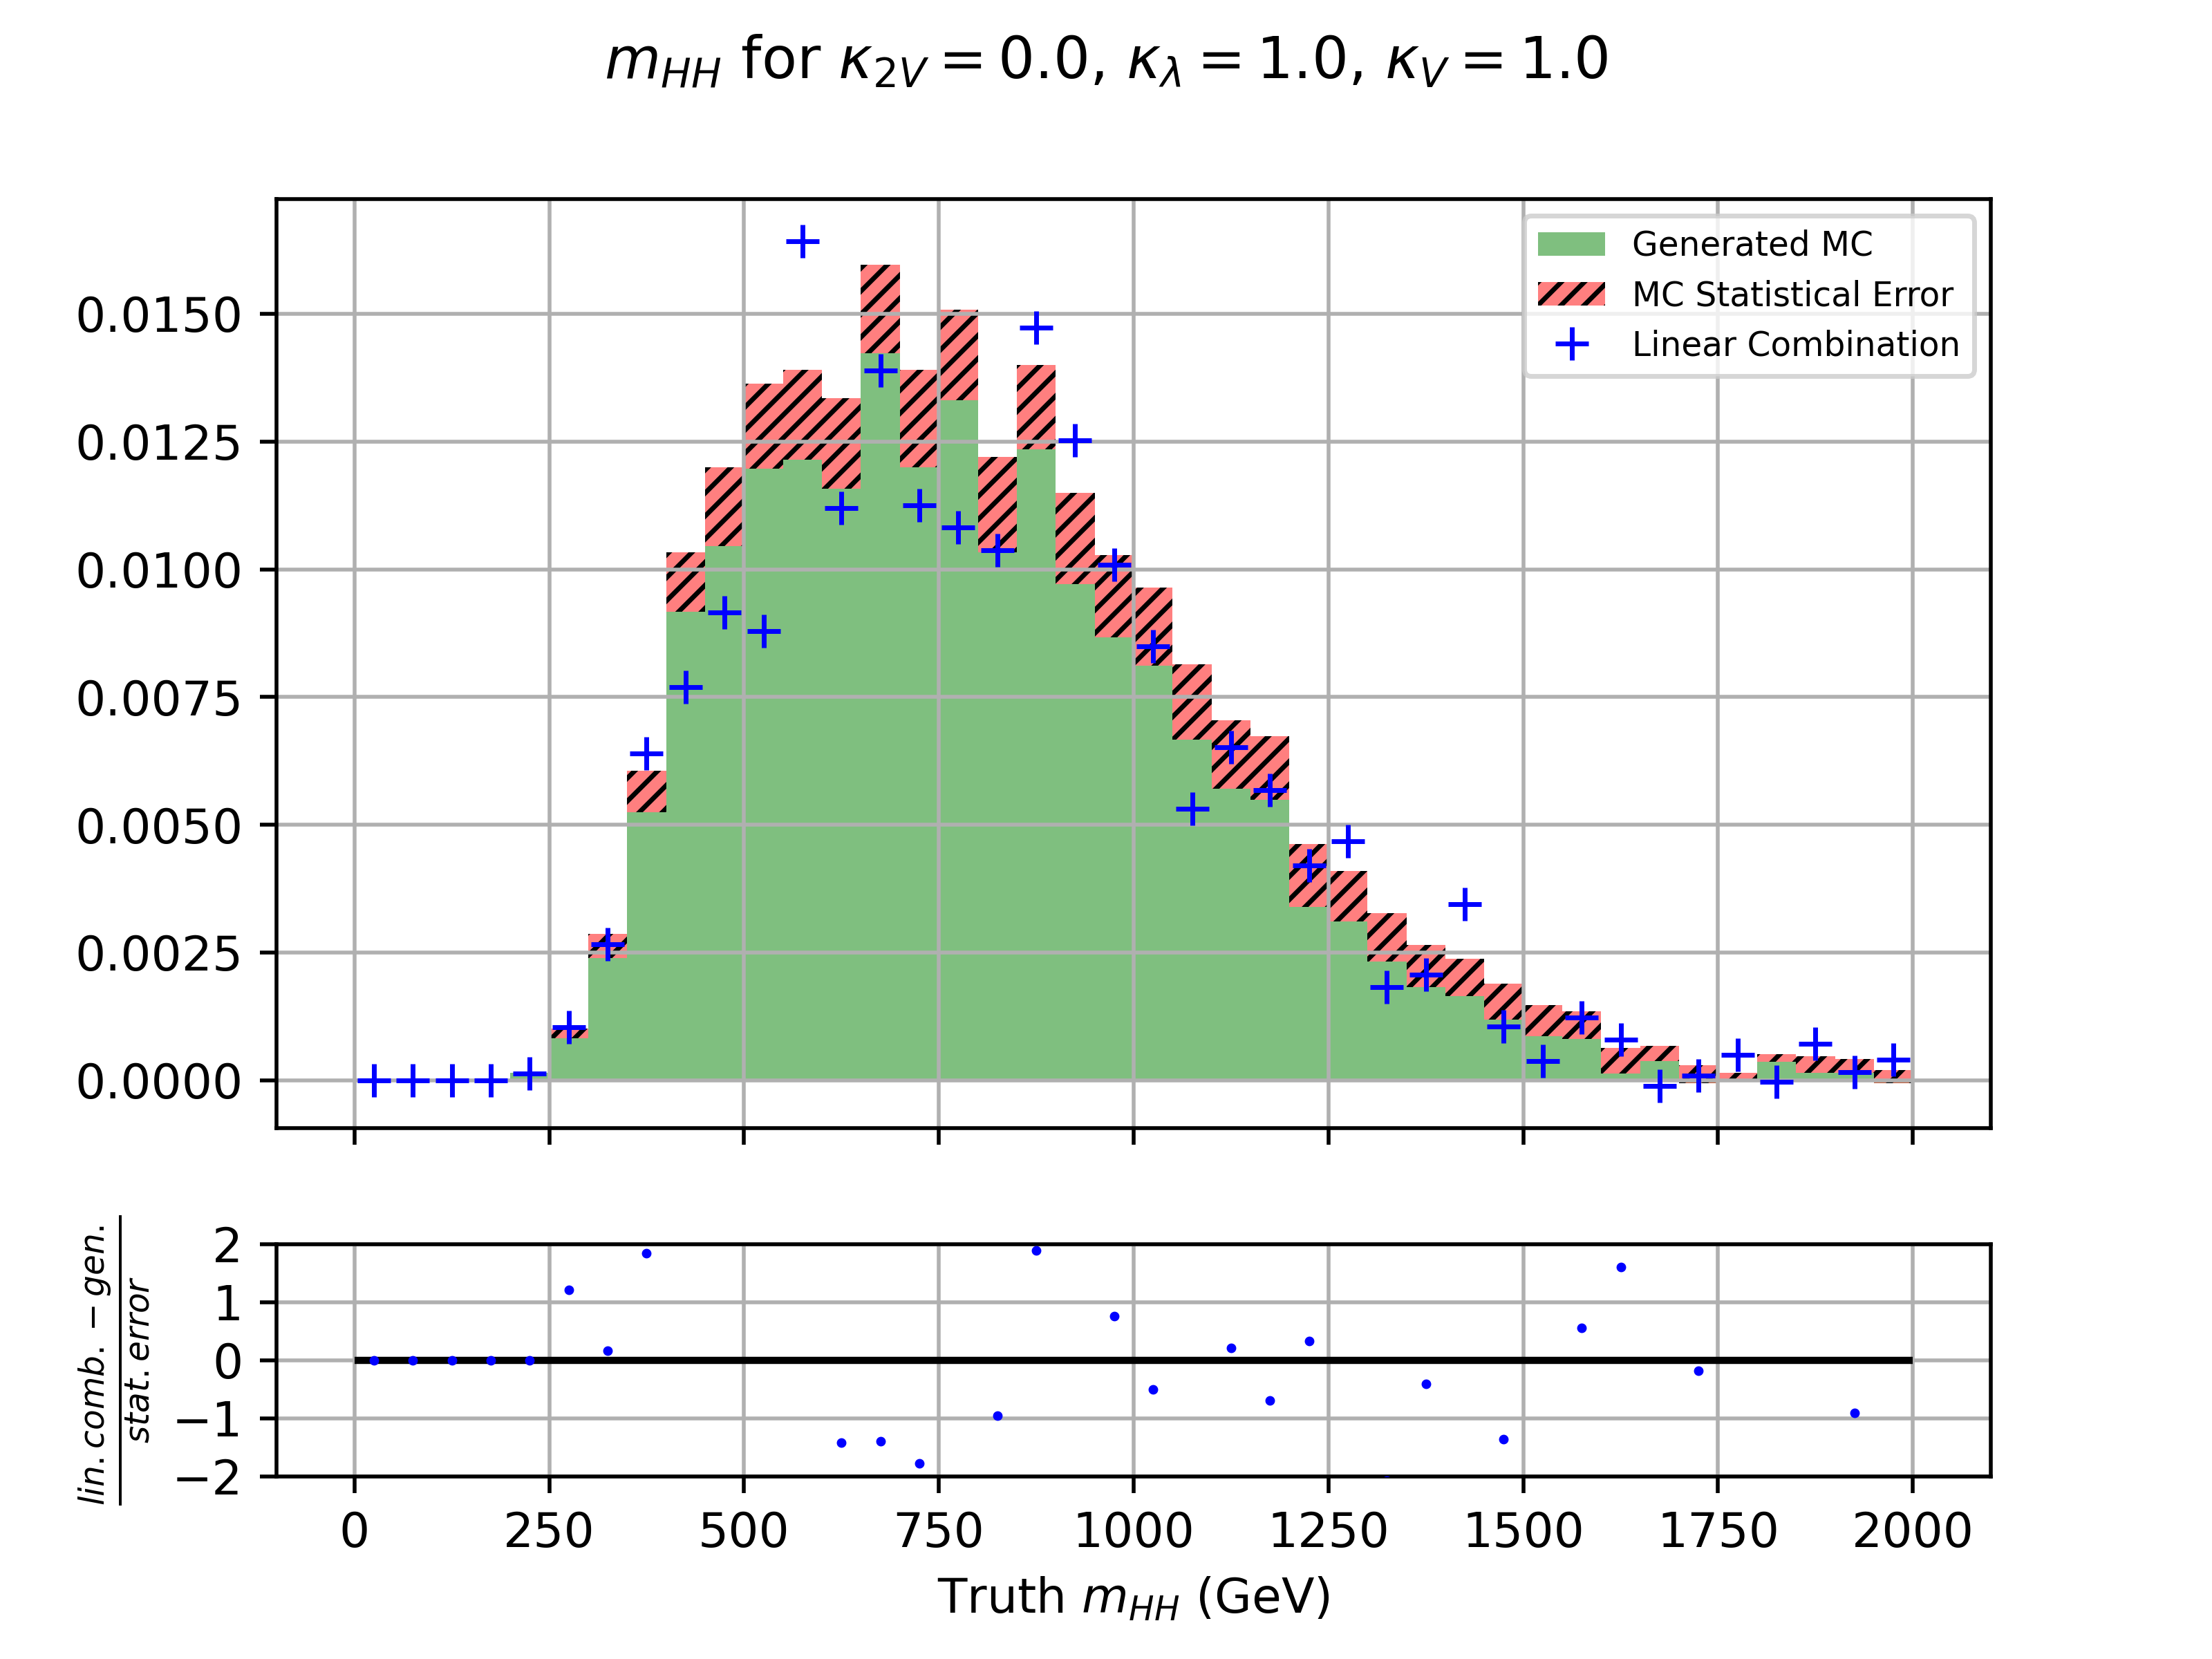 m_HH for κ_2V = 0.0, κ_λ = 1.0, κ_V = 1.0
Generated MC
MC Statistical Error
Linear Combination
0.0150
0.0125
0.0100
0.0075
0.0050
0.0025
0.0000
lin.comb. − gen.
stat.error
2
1
0
−1
−2
0 250 500 750 1000 1250 1500 1750 2000
Truth m_HH (GeV)